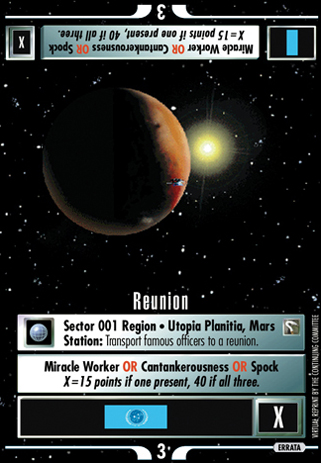 3
X
X=15 points if one present, 40 if all three.
Miracle Worker OR Cantankerousness OR Spock
Reunion
Sector 001 Region • Utopia Planitia, Mars
Station: Transport famous officers to a reunion.
Miracle Worker OR Cantankerousness OR Spock
X=15 points if one present, 40 if all three.
X
3
ERRATA
VIRTUAL REPRINT BY THE CONTINUING COMMITTEE